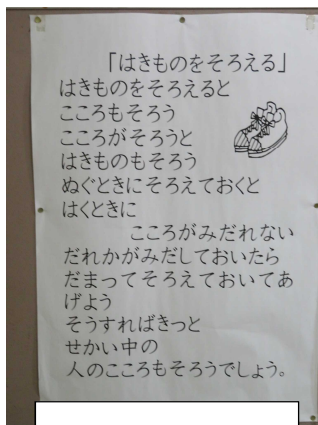 「はきものをそろえる」
はきものをそろえると
こころもそろう
こころがそろうと
はきものもそろう
ぬぐときにそろえておくと
はくときに
こころがみだれない
だれかがみだしておいたら
だまってそろえておいてあ
げよう
そうすればきっと
せかい中の
人のこころもそろうでしょう。